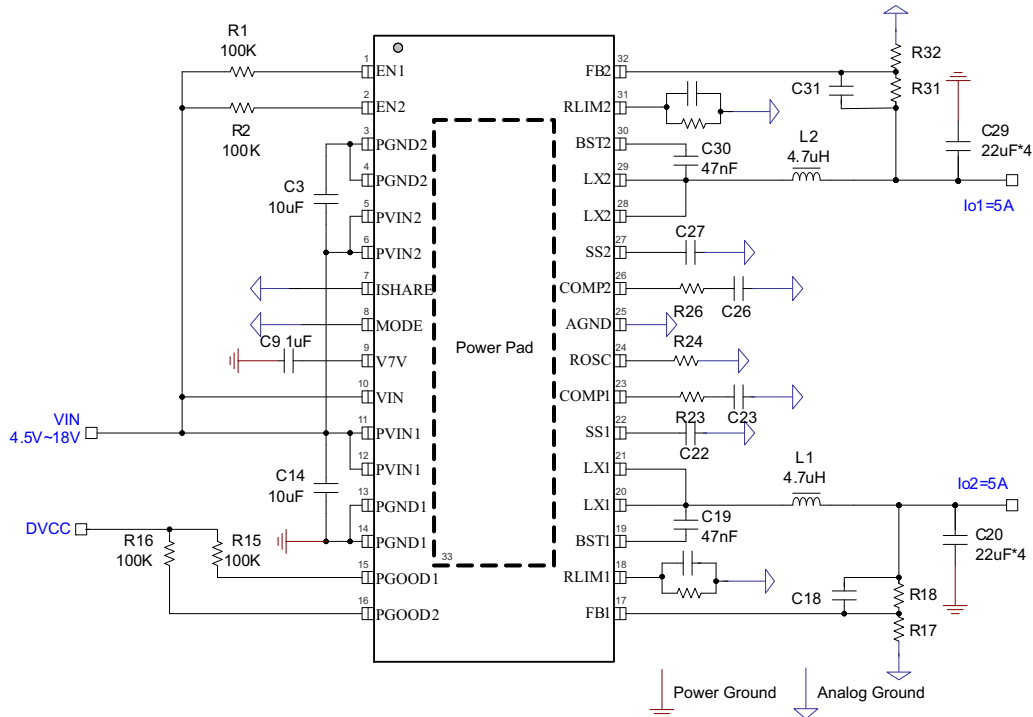 R1
100K
R2
100K
C3
10uF
C9 1uF
VIN
4.5V~18V
C14
10uF
DVCC
R16
100K
R15
100K
1 EN1
2 EN2
3 PGND2
4 PGND2
5 PVIN2
6 PVIN2
7 ISHARE
8 MODE
9 V7V
10 VIN
11 PVIN1
12 PVIN1
13 PGND1
14 PGND1
15 PGOOD1
16 PGOOD2
Power Pad
33
FB2 32
RLIM2 31
BST2 30
LX2 29
LX2 28
SS2 27
COMP2 26
AGND 25
ROSC 24
COMP1 23
SS1 22
LX1 21
LX1 20
BST1 19
RLIM1 18
FB1 17
R32
C31
R31
C30
47nF
L2
4.7uH
C29
22uF*4
Io1=5A
C27
R26
C26
R24
R23
C23
C22
L1
4.7uH
Io2=5A
C19
47nF
C20
22uF*4
C18
R18
R17
Power Ground
Analog Ground